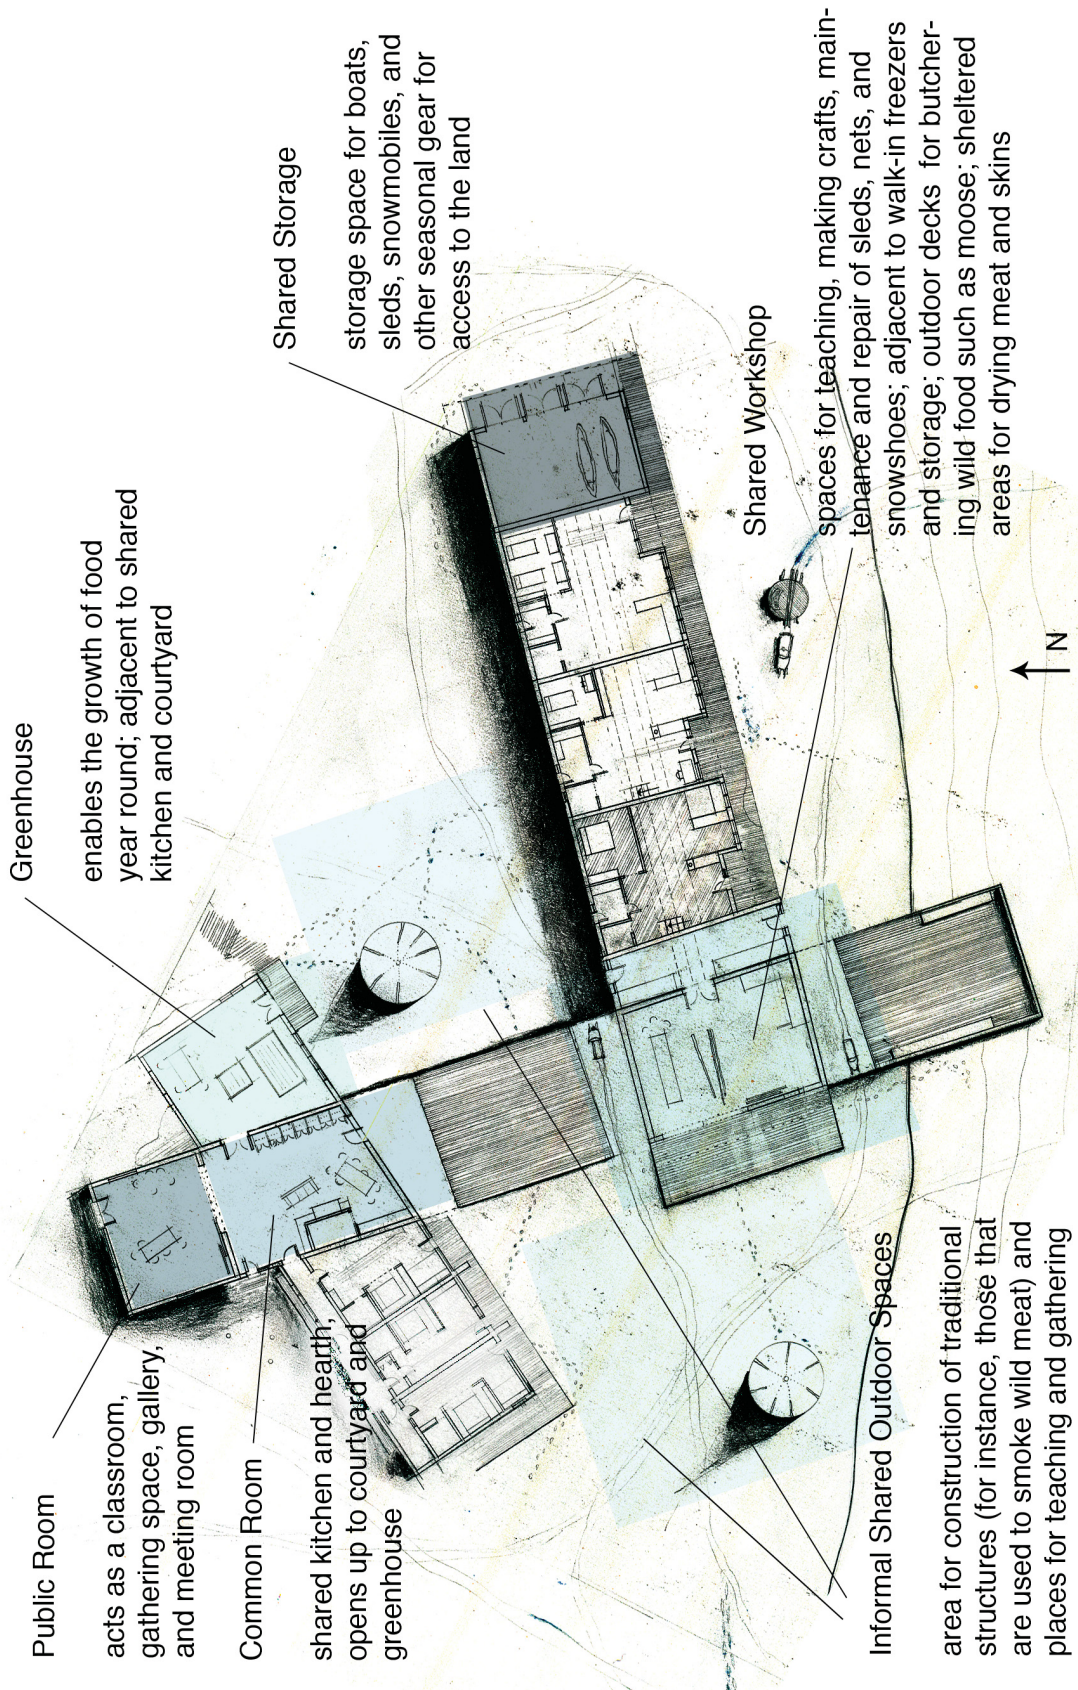 Public Room
acts as a classroom,
gathering space, gallery,
and meeting room
Common Room
shared kitchen and hearth,
opens up to courtyard and
greenhouse
Greenhouse
enables the growth of food
year round; adjacent to shared
kitchen and courtyard
Shared Storage
storage space for boats,
sleds, snowmobiles, and
other seasonal gear for
access to the land
Shared Workshop
spaces for teaching, making crafts, main-
tenance and repair of sleds, nets, and
snowshoes; adjacent to walk-in freezers
and storage; outdoor decks for butcher-
ing wild food such as moose; sheltered
areas for drying meat and skins
Informal Shared Outdoor Spaces
area for construction of traditional
structures (for instance, those that
are used to smoke wild meat) and
places for teaching and gathering
N